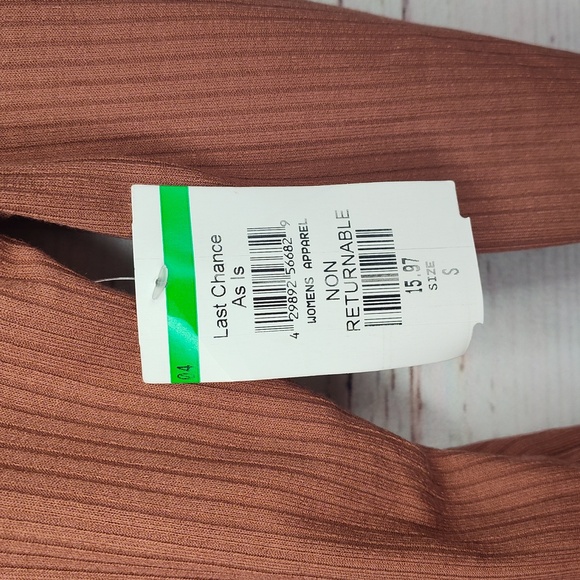 04
Last Chance
As Is
4 29892 56682 9
WOMENS APPAREL
NON
RETURNABLE
15.97
SIZE
S